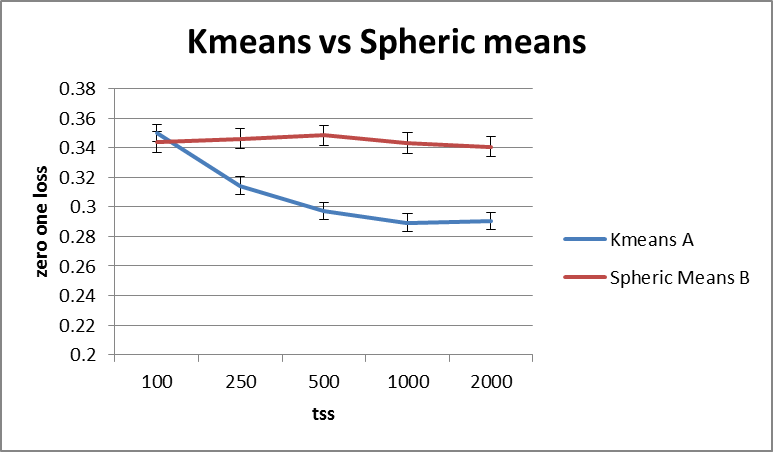 Kmeans vs Spheric means
0.38
0.36
0.34
0.32
0.3
0.28
0.26
0.24
0.22
0.2
zero one loss
100 250 500 1000 2000
tss
Kmeans A
Spheric Means B